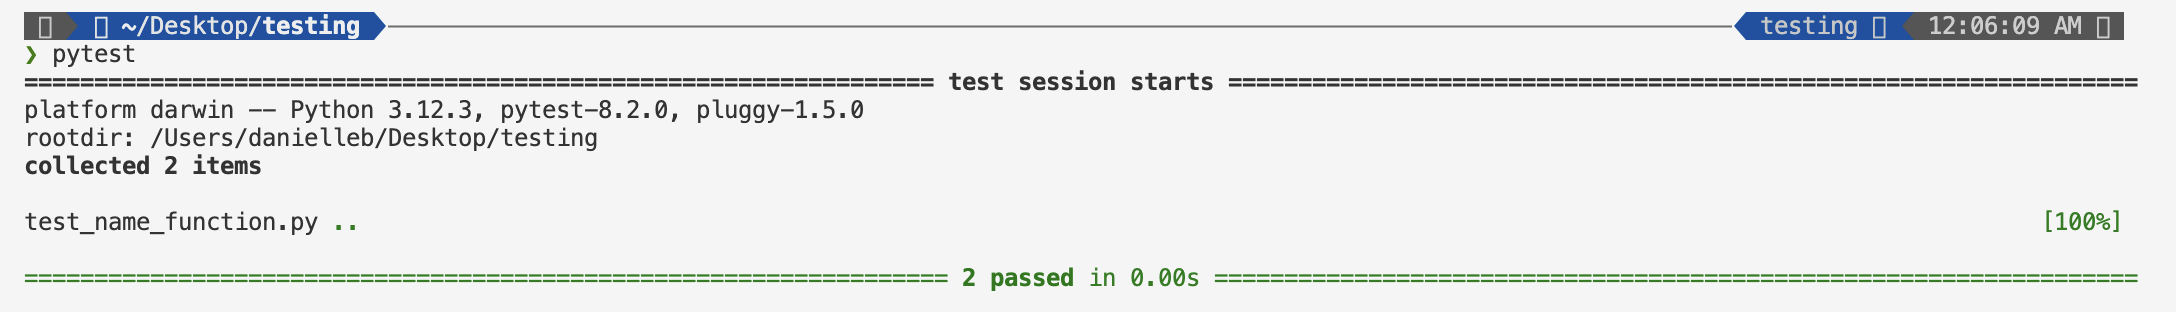 ~/Desktop/testing testing 12:06:09 AM
❯ pytest
================================================================= test session starts =================================================================
platform darwin -- Python 3.12.3, pytest-8.2.0, pluggy-1.5.0
rootdir: /Users/danielleb/Desktop/testing
collected 2 items
test_name_function.py .. [100%]
================================================================== 2 passed in 0.00s ==================================================================